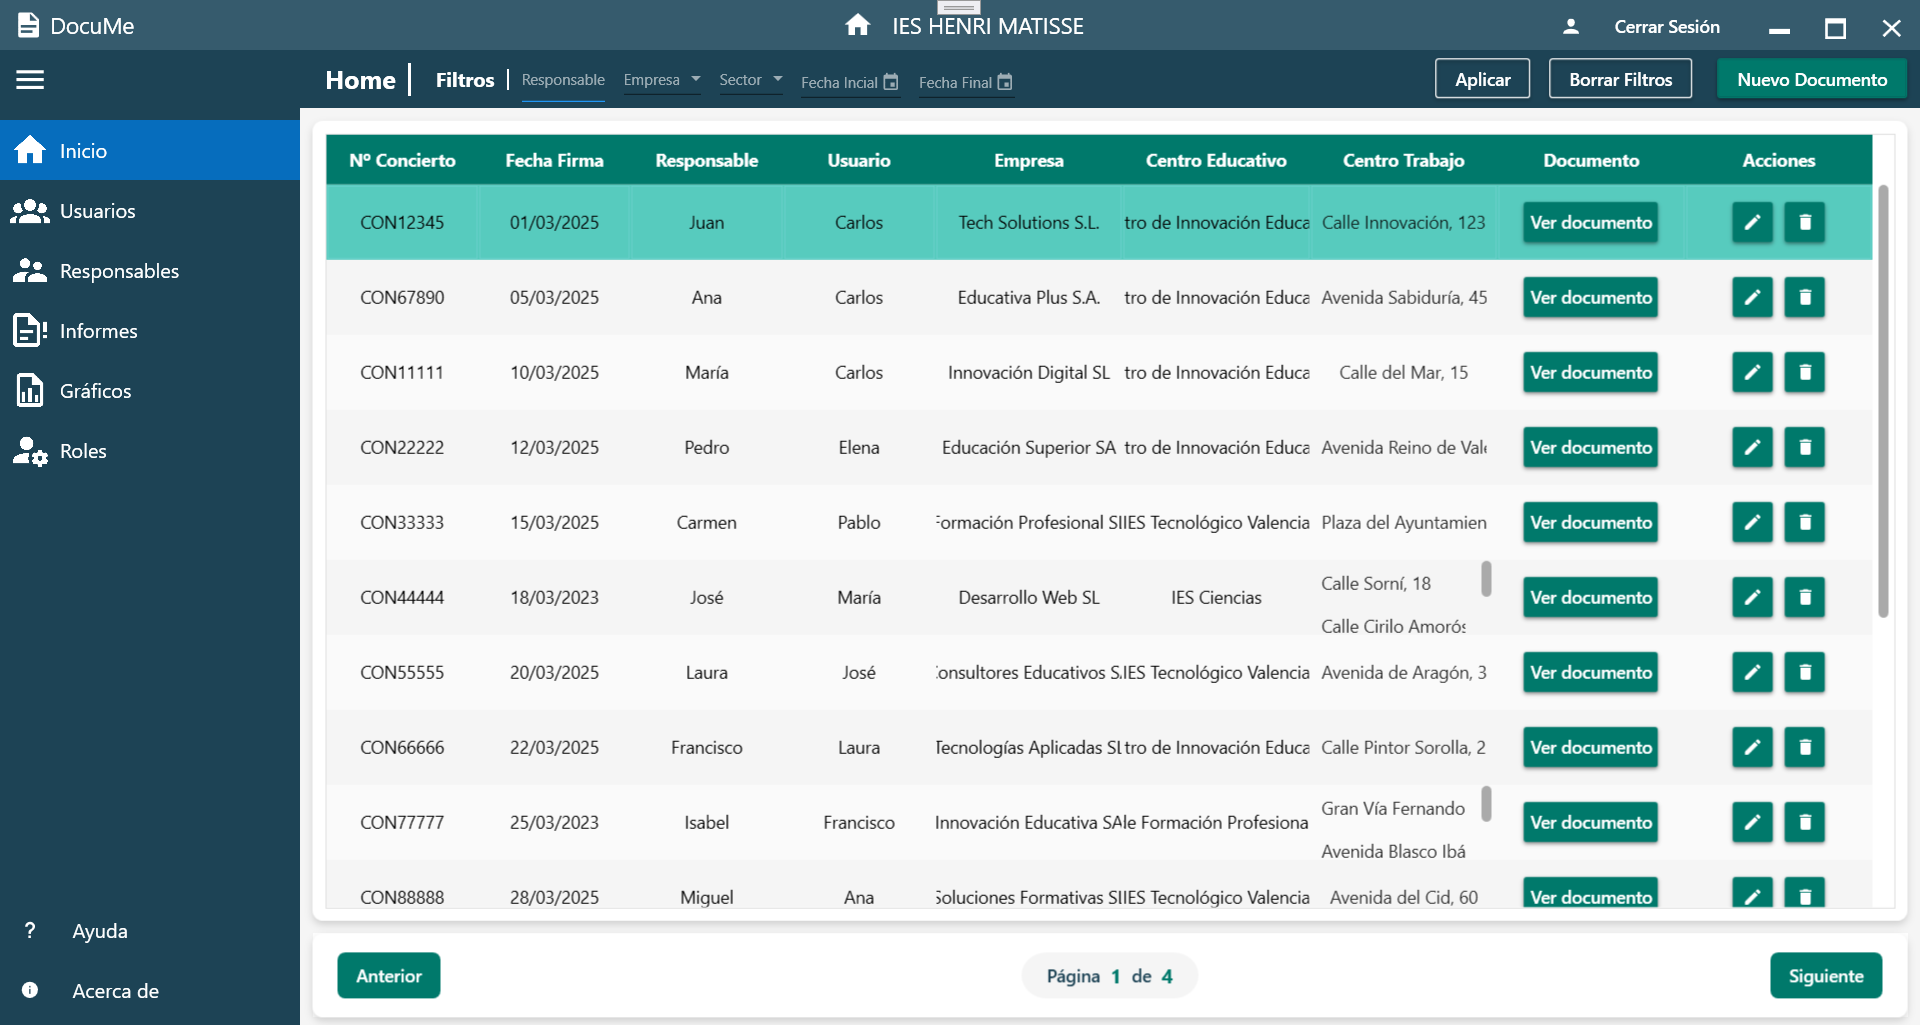 DocuMe
IES HENRI MATISSE
Cerrar Sesión
Home
Filtros
Responsable
Empresa
Sector
Fecha Incial
Fecha Final
Aplicar
Borrar Filtros
Nuevo Documento
Inicio
Usuarios
Responsables
Informes
Gráficos
Roles
Ayuda
Acerca de
Nº Concierto Fecha Firma Responsable Usuario Empresa Centro Educativo Centro Trabajo Documento Acciones
CON12345 01/03/2025 Juan Carlos Tech Solutions S.L. tro de Innovación Educa Calle Innovación, 123 Ver documento
CON67890 05/03/2025 Ana Carlos Educativa Plus S.A. tro de Innovación Educa Avenida Sabiduría, 45 Ver documento
CON11111 10/03/2025 María Carlos Innovación Digital SL tro de Innovación Educa Calle del Mar, 15 Ver documento
CON22222 12/03/2025 Pedro Elena Educación Superior SA tro de Innovación Educa Avenida Reino de Vale Ver documento
CON33333 15/03/2025 Carmen Pablo Formación Profesional Sl IES Tecnológico Valencia Plaza del Ayuntamien Ver documento
CON44444 18/03/2023 José María Desarrollo Web SL IES Ciencias Calle Sorní, 18 Ver documento
Calle Cirilo Amorós
CON55555 20/03/2025 Laura José Consultores Educativos S. IES Tecnológico Valencia Avenida de Aragón, 3 Ver documento
CON66666 22/03/2025 Francisco Laura Tecnologías Aplicadas SL tro de Innovación Educa Calle Pintor Sorolla, 2 Ver documento
CON77777 25/03/2023 Isabel Francisco Innovación Educativa SA de Formación Profesiona Gran Vía Fernando Ver documento
Avenida Blasco Ibá
CON88888 28/03/2025 Miguel Ana Soluciones Formativas Sl IES Tecnológico Valencia Avenida del Cid, 60 Ver documento
Anterior
Página 1 de 4
Siguiente